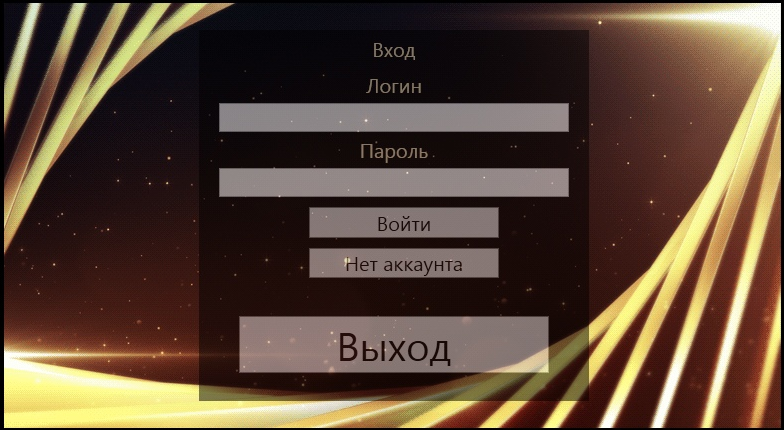 Вход
Логин
Пароль
Войти
Нет аккаунта
Выход